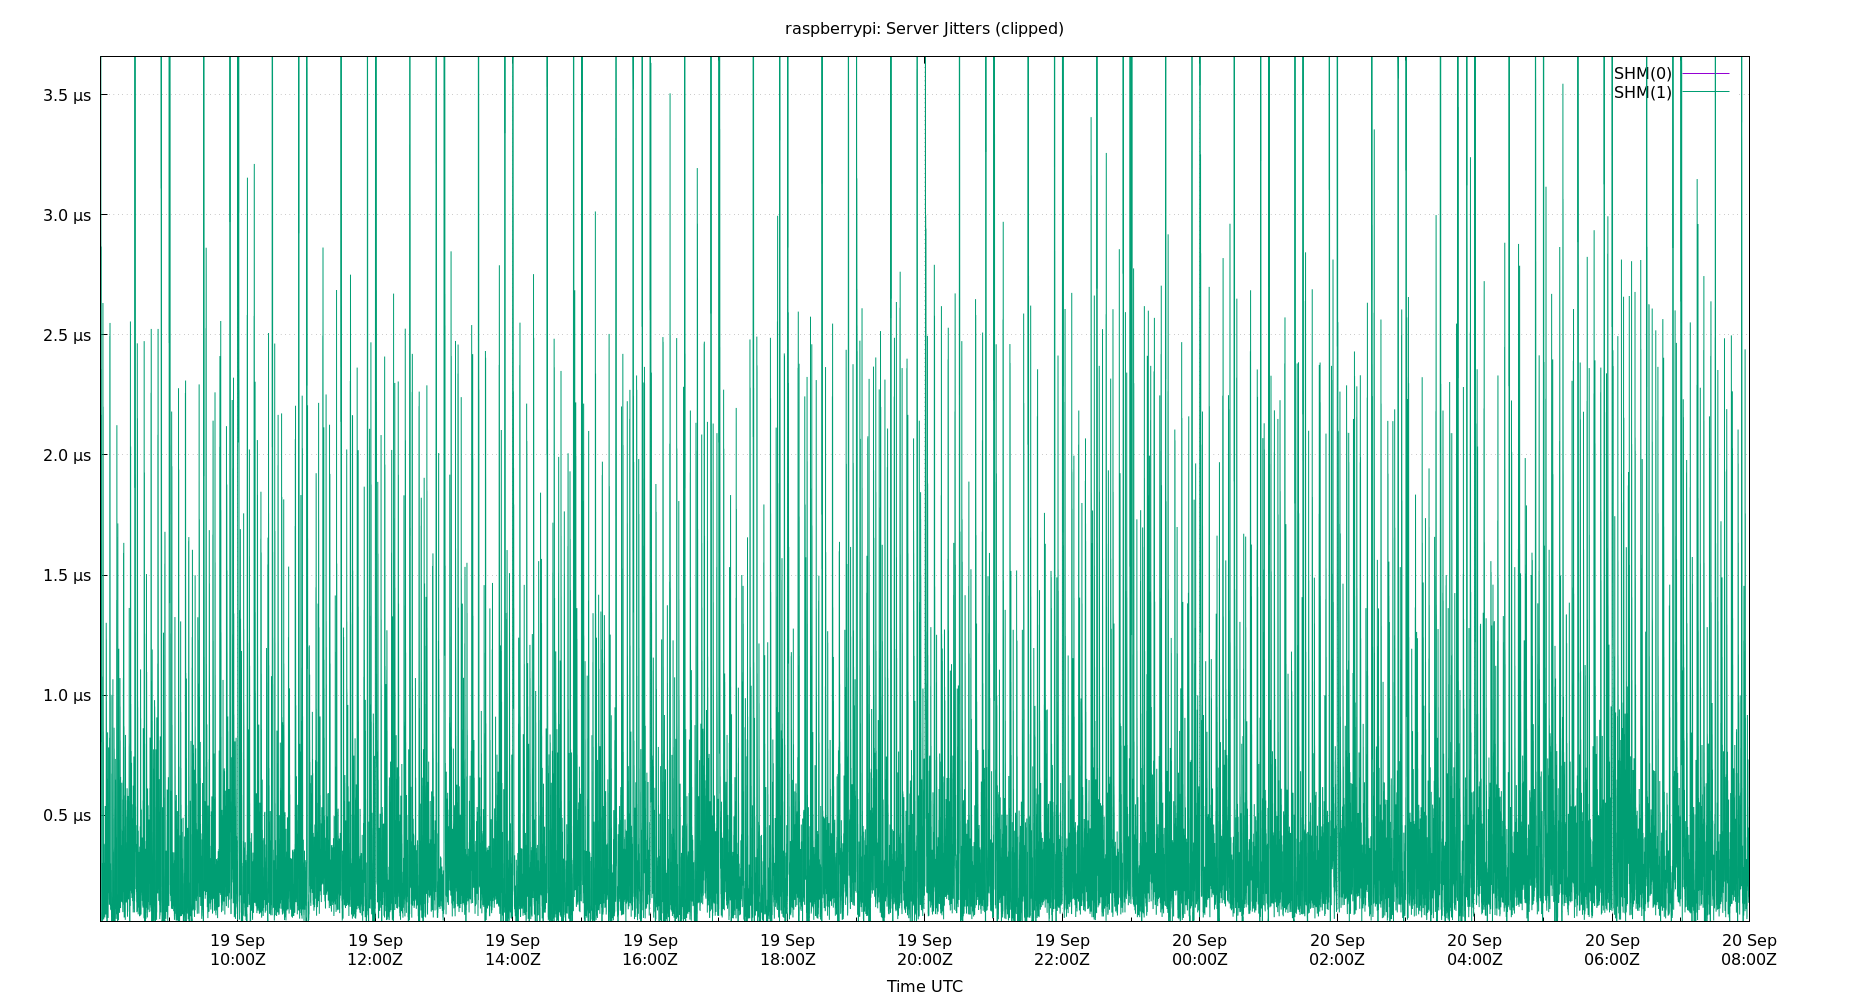 raspberrypi: Server Jitters (clipped)
SHM(0)
SHM(1)
3.5 μs
3.0 μs
2.5 μs
2.0 μs
1.5 μs
1.0 μs
0.5 μs
19 Sep 19 Sep 19 Sep 19 Sep 19 Sep 19 Sep 19 Sep 20 Sep 20 Sep 20 Sep 20 Sep 20 Sep
10:00Z 12:00Z 14:00Z 16:00Z 18:00Z 20:00Z 22:00Z 00:00Z 02:00Z 04:00Z 06:00Z 08:00Z
Time UTC